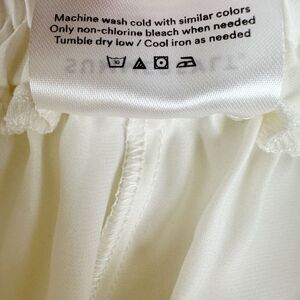 Machine wash cold with similar colors
Only non-chlorine bleach when needed
Tumble dry low / Cool iron as needed